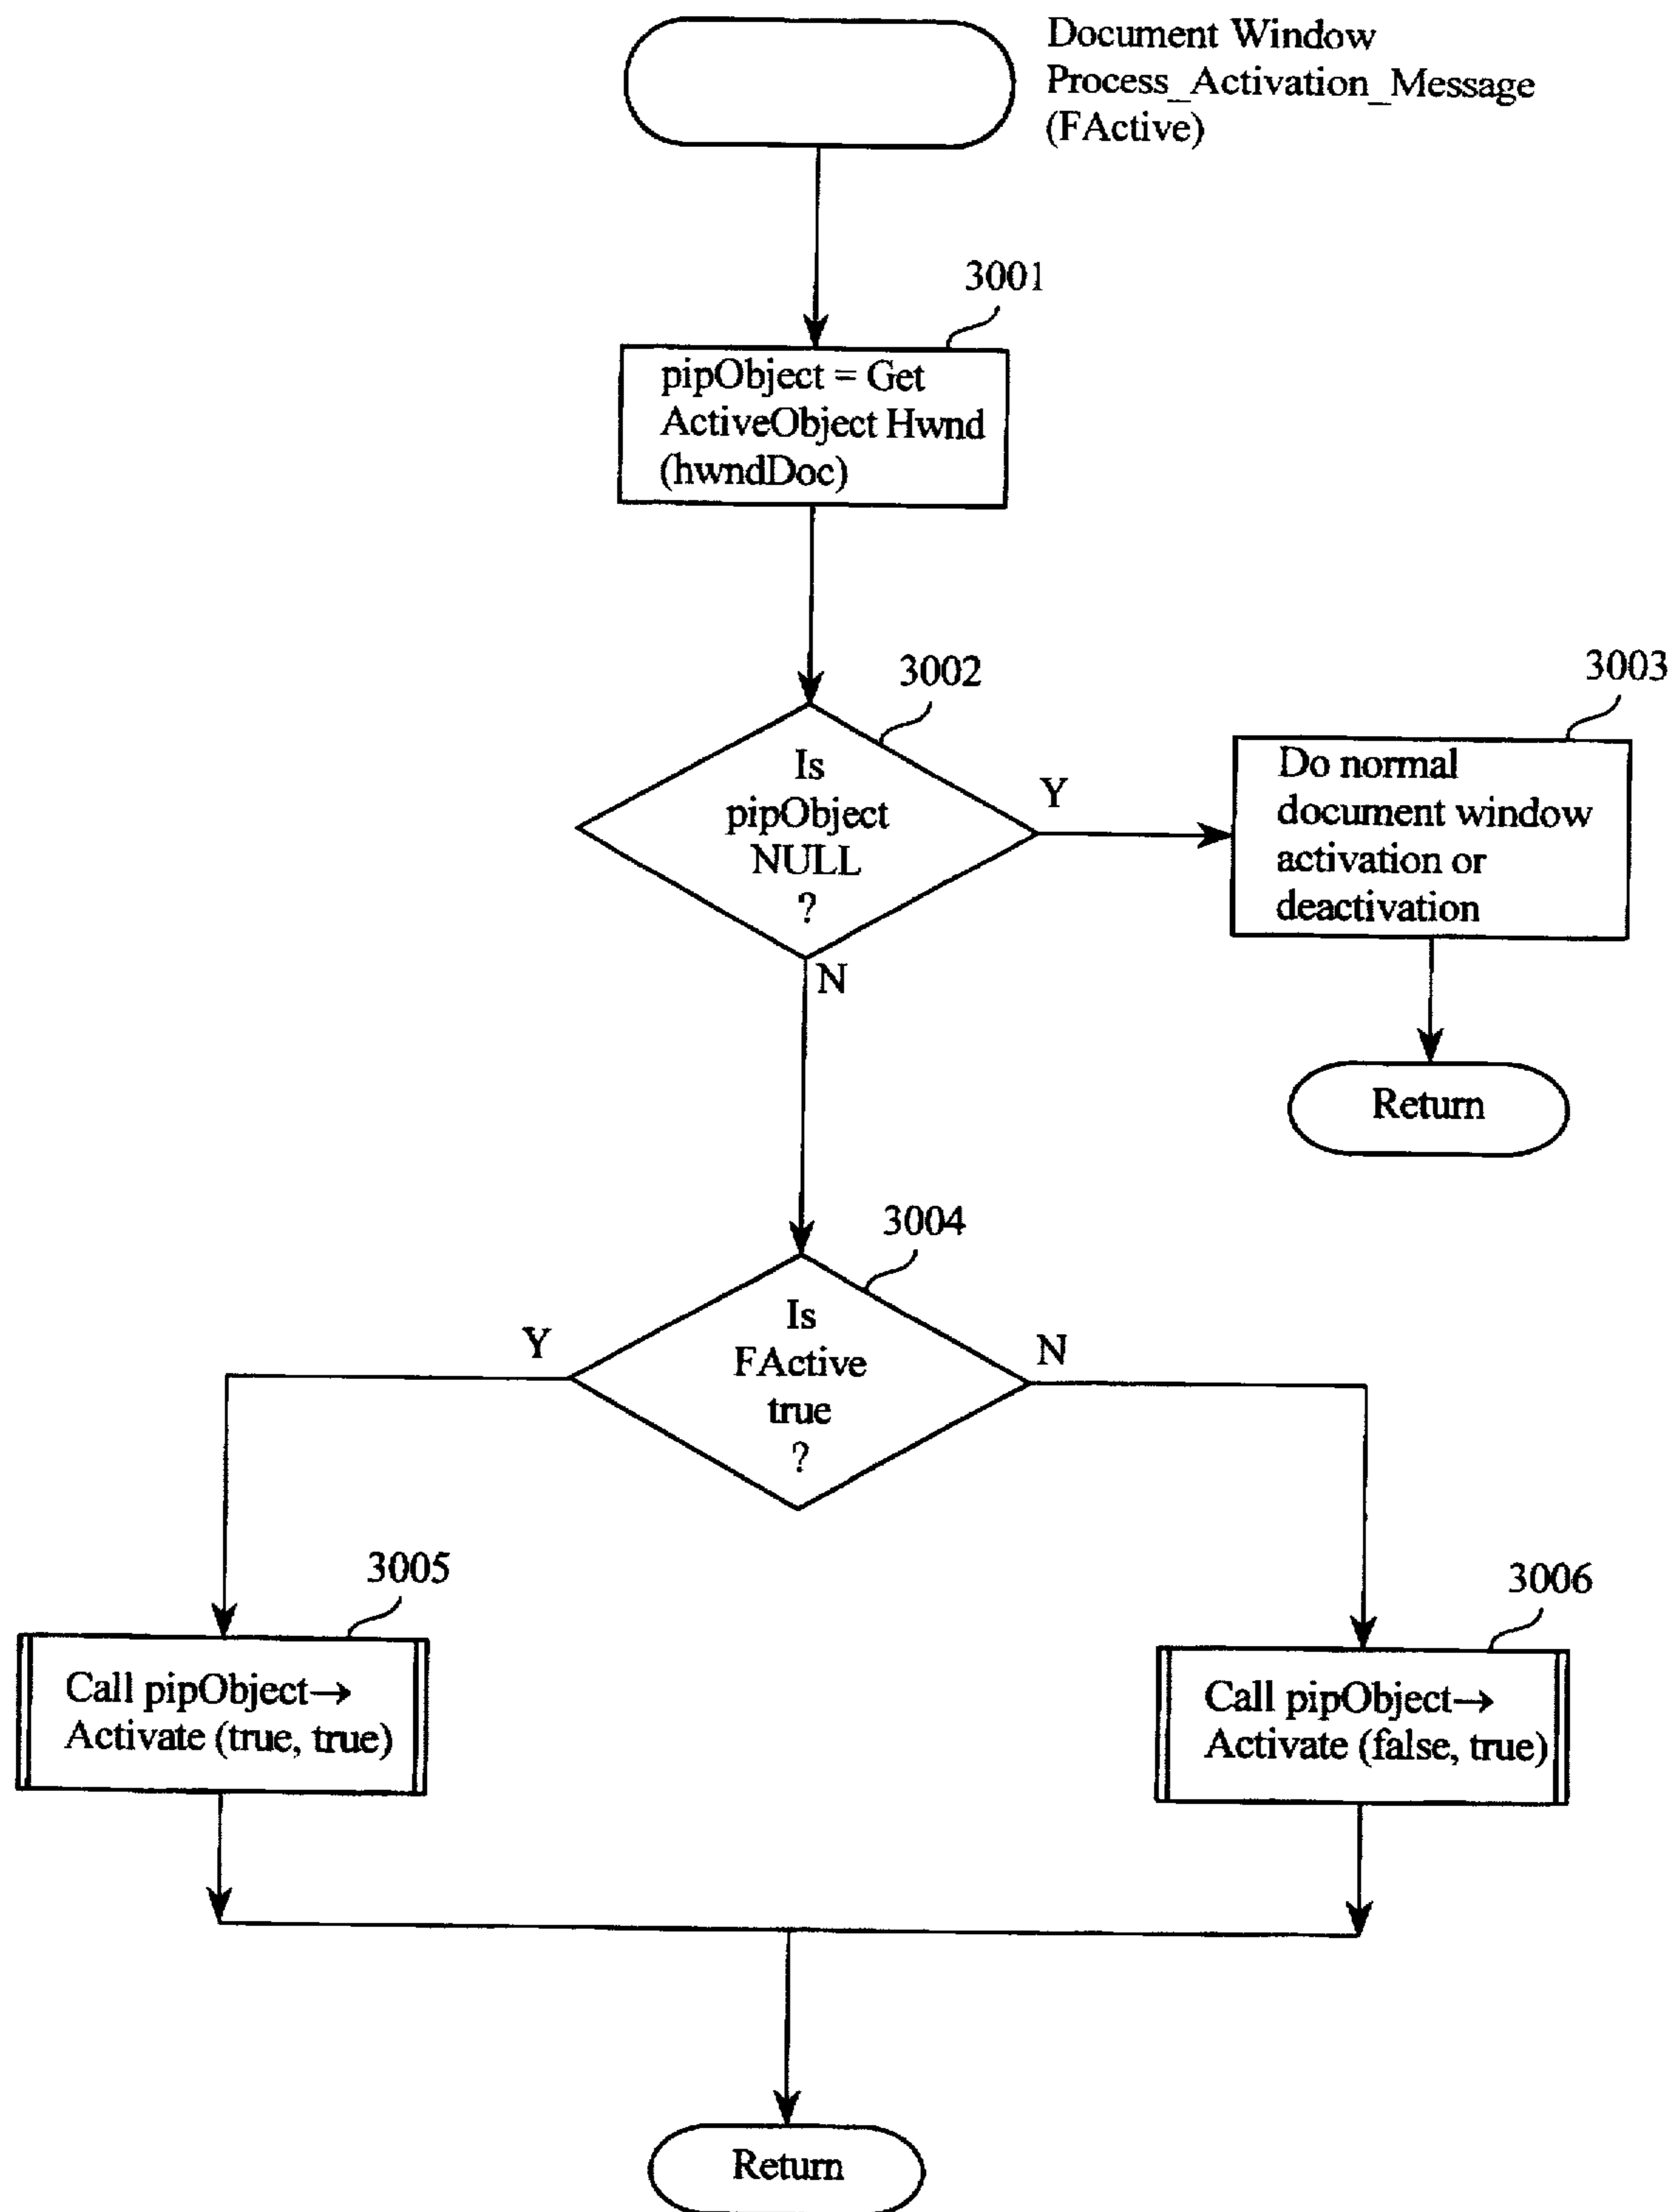 Document Window
Process_Activation_Message
(FActive)
3001
pipObject = Get
ActiveObject Hwnd
(hwndDoc)
3002
Is
pipObject
NULL
?
Y
N
3003
Do normal
document window
activation or
deactivation
Return
3004
Is
FActive
true
?
Y
N
3005
Call pipObject→
Activate (true, true)
3006
Call pipObject→
Activate (false, true)
Return